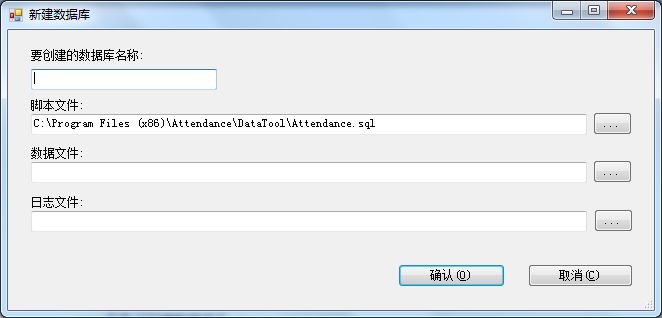 新建数据库
要创建的数据库名称:
脚本文件:
C:\Program Files (x86)\Attendance\DataTool\Attendance.sql
...
数据文件:
...
日志文件:
...
确认(O)
取消(C)